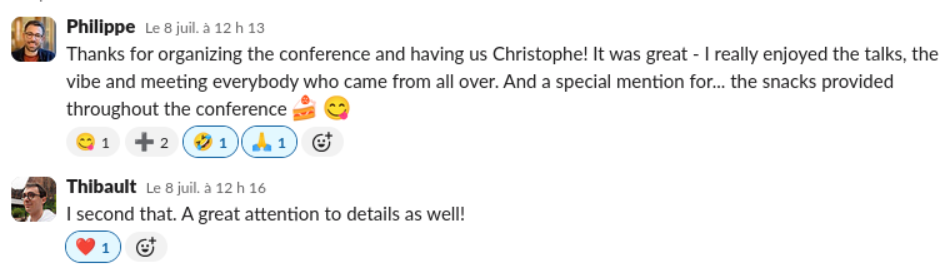 Philippe Le 8 juil. à 12 h 13
Thanks for organizing the conference and having us Christophe! It was great - I really enjoyed the talks, the
vibe and meeting everybody who came from all over. And a special mention for... the snacks provided
throughout the conference 🍰 😋
😋 1 ➕ 2 🤣 1 🙏 1
Thibault Le 8 juil. à 12 h 16
I second that. A great attention to details as well!
❤️ 1